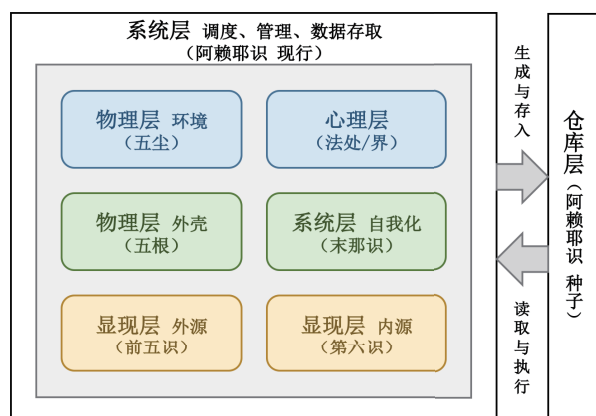 系统层 调度、管理、数据存取
（阿赖耶识 现行）
物理层 环境
（五尘）
心理层
（法处/界）
物理层 外壳
（五根）
系统层 自我化
（末那识）
显现层 外源
（前五识）
显现层 内源
（第六识）
生成与存入
读取与执行
仓库层（阿赖耶识 种子）